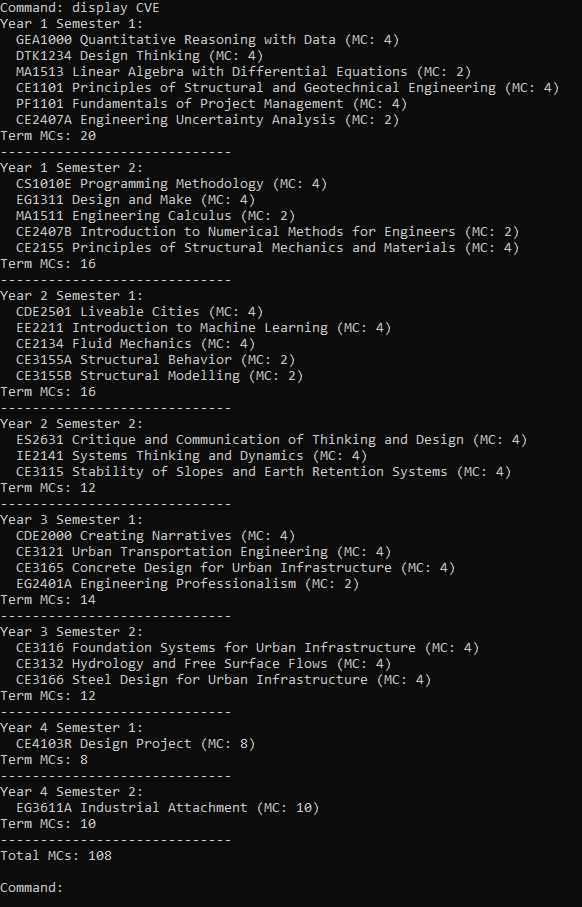 Command: display CVE
Year 1 Semester 1:
  GEA1000 Quantitative Reasoning with Data (MC: 4)
  DTK1234 Design Thinking (MC: 4)
  MA1513 Linear Algebra with Differential Equations (MC: 2)
  CE1101 Principles of Structural and Geotechnical Engineering (MC: 4)
  PF1101 Fundamentals of Project Management (MC: 4)
  CE2407A Engineering Uncertainty Analysis (MC: 2)
Term MCs: 20
-----------------------------
Year 1 Semester 2:
  CS1010E Programming Methodology (MC: 4)
  EG1311 Design and Make (MC: 4)
  MA1511 Engineering Calculus (MC: 2)
  CE2407B Introduction to Numerical Methods for Engineers (MC: 2)
  CE2155 Principles of Structural Mechanics and Materials (MC: 4)
Term MCs: 16
-----------------------------
Year 2 Semester 1:
  CDE2501 Liveable Cities (MC: 4)
  EE2211 Introduction to Machine Learning (MC: 4)
  CE2134 Fluid Mechanics (MC: 4)
  CE3155A Structural Behavior (MC: 2)
  CE3155B Structural Modelling (MC: 2)
Term MCs: 16
-----------------------------
Year 2 Semester 2:
  ES2631 Critique and Communication of Thinking and Design (MC: 4)
  IE2141 Systems Thinking and Dynamics (MC: 4)
  CE3115 Stability of Slopes and Earth Retention Systems (MC: 4)
Term MCs: 12
-----------------------------
Year 3 Semester 1:
  CDE2000 Creating Narratives (MC: 4)
  CE3121 Urban Transportation Engineering (MC: 4)
  CE3165 Concrete Design for Urban Infrastructure (MC: 4)
  EG2401A Engineering Professionalism (MC: 2)
Term MCs: 14
-----------------------------
Year 3 Semester 2:
  CE3116 Foundation Systems for Urban Infrastructure (MC: 4)
  CE3132 Hydrology and Free Surface Flows (MC: 4)
  CE3166 Steel Design for Urban Infrastructure (MC: 4)
Term MCs: 12
-----------------------------
Year 4 Semester 1:
  CE4103R Design Project (MC: 8)
Term MCs: 8
-----------------------------
Year 4 Semester 2:
  EG3611A Industrial Attachment (MC: 10)
Term MCs: 10
-----------------------------
Total MCs: 108
Command: